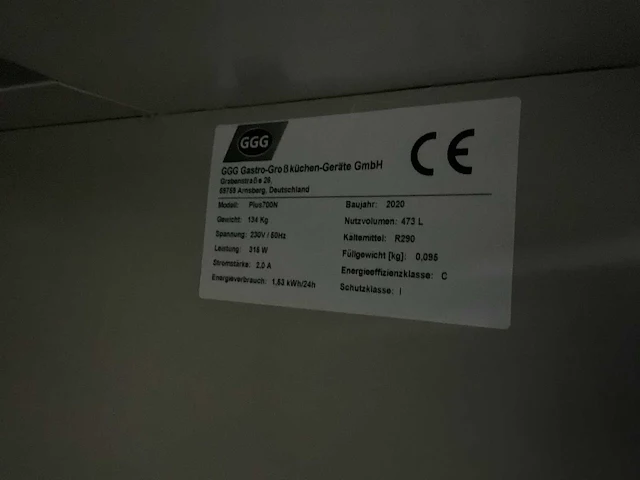 GGG
CE
GGG Gastro-Großküchen-Geräte GmbH
Grabenstraße 26,
59759 Arnsberg, Deutschland
Modell: Plus700N
Gewicht: 134 Kg
Spannung: 230V / 50Hz
Leistung: 315 W
Stromstärke: 2.0 A
Energieverbrauch: 1,83 kWh/24h
Baujahr: 2020
Nutzvolumen: 473 L
Kältemittel: R290
Füllgewicht [kg]: 0,095
Energieeffizienzklasse: C
Schutzklasse: I